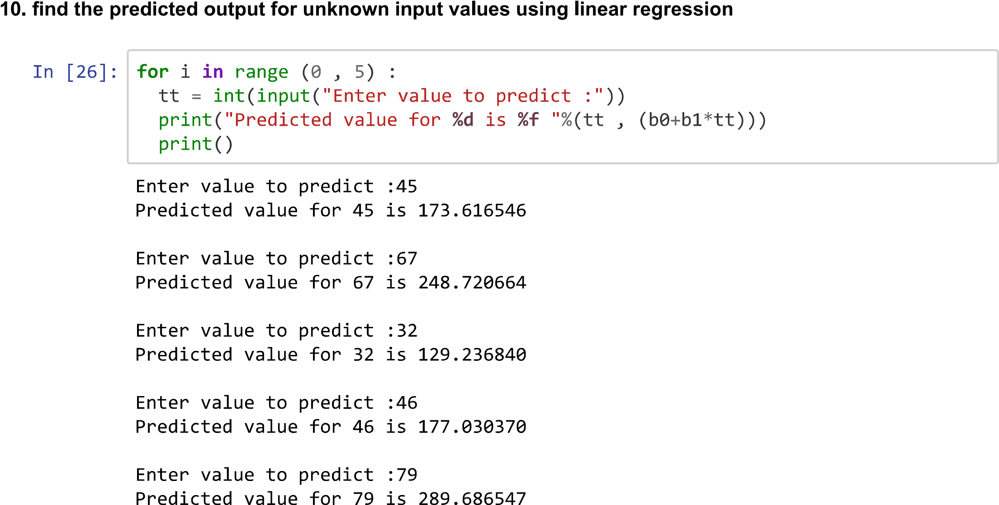 10. find the predicted output for unknown input values using linear regression
In [26]: for i in range (0 , 5) :
  tt = int(input("Enter value to predict :"))
  print("Predicted value for %d is %f "%(tt , (b0+b1*tt)))
  print()
Enter value to predict :45
Predicted value for 45 is 173.616546
Enter value to predict :67
Predicted value for 67 is 248.720664
Enter value to predict :32
Predicted value for 32 is 129.236840
Enter value to predict :46
Predicted value for 46 is 177.030370
Enter value to predict :79
Predicted value for 79 is 289.686547